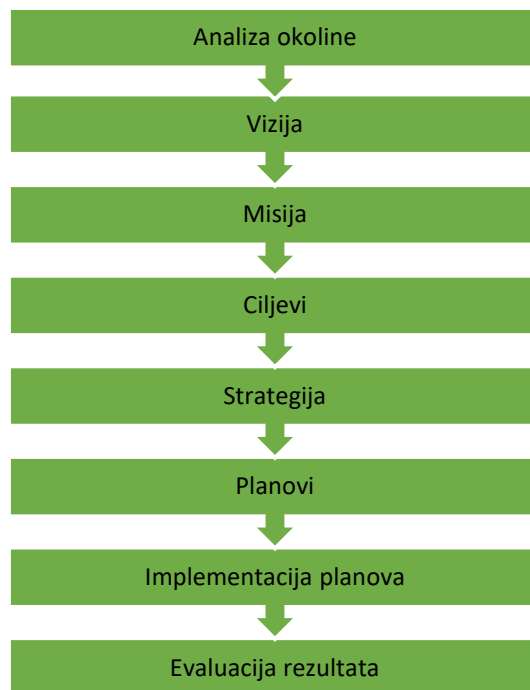 Analiza okoline
Vizija
Misija
Ciljevi
Strategija
Planovi
Implementacija planova
Evaluacija rezultata